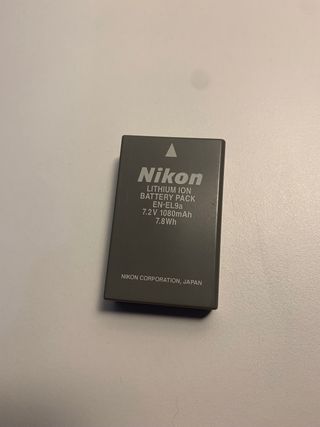 Nikon
LITHIUM ION
BATTERY PACK
EN-EL9a
7.2V 1080mAh
7.8Wh
NIKON CORPORATION, JAPAN